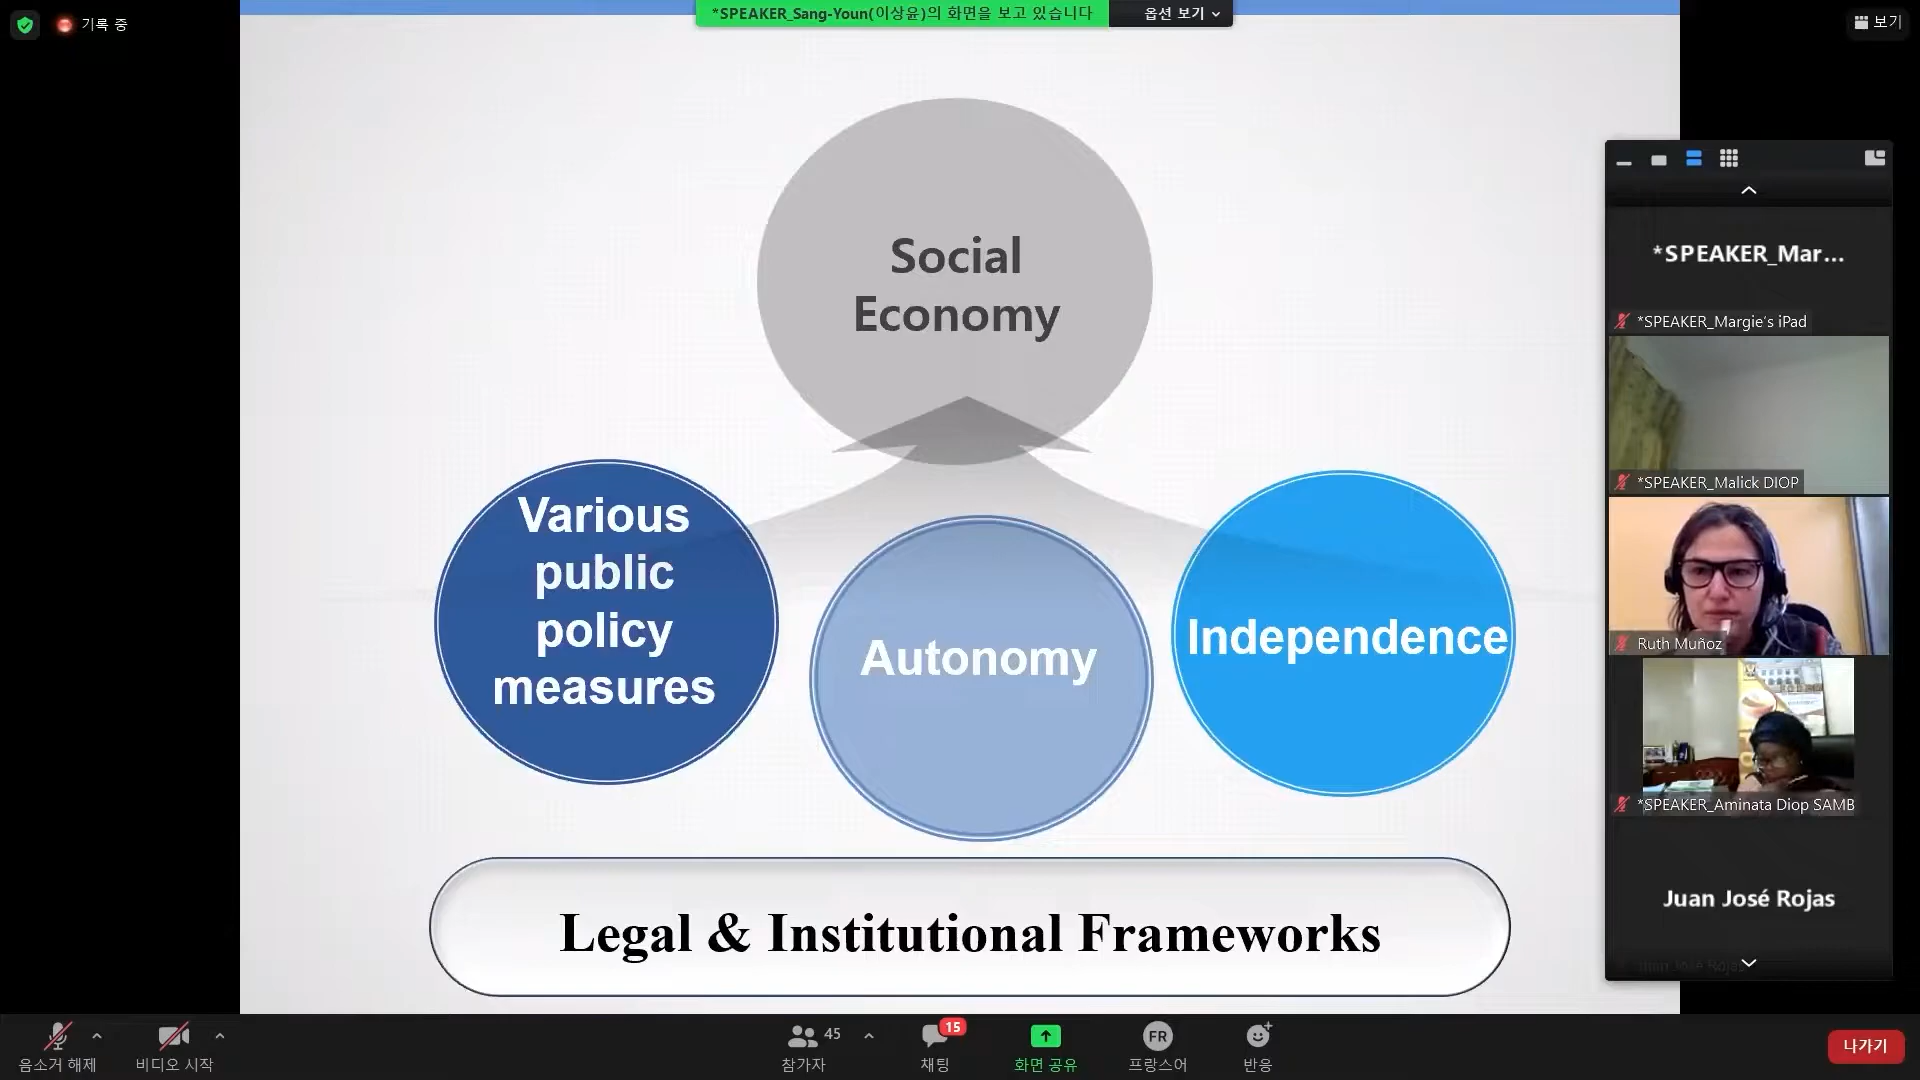 기록 중
*SPEAKER_Sang-Youn(이상윤)의 화면을 보고 있습니다
옵션 보기
보기
Social
Economy
Various
public
policy
measures
Autonomy
Independence
Legal & Institutional Frameworks
*SPEAKER_Mar...
*SPEAKER_Margie's iPad
*SPEAKER_Malick DIOP
Ruth Muñoz
*SPEAKER_Aminata Diop SAMB
Juan José Rojas
Juan José Rojas
음소거 해제
비디오 시작
45
참가자
15
채팅
화면 공유
FR
프랑스어
반응
나가기